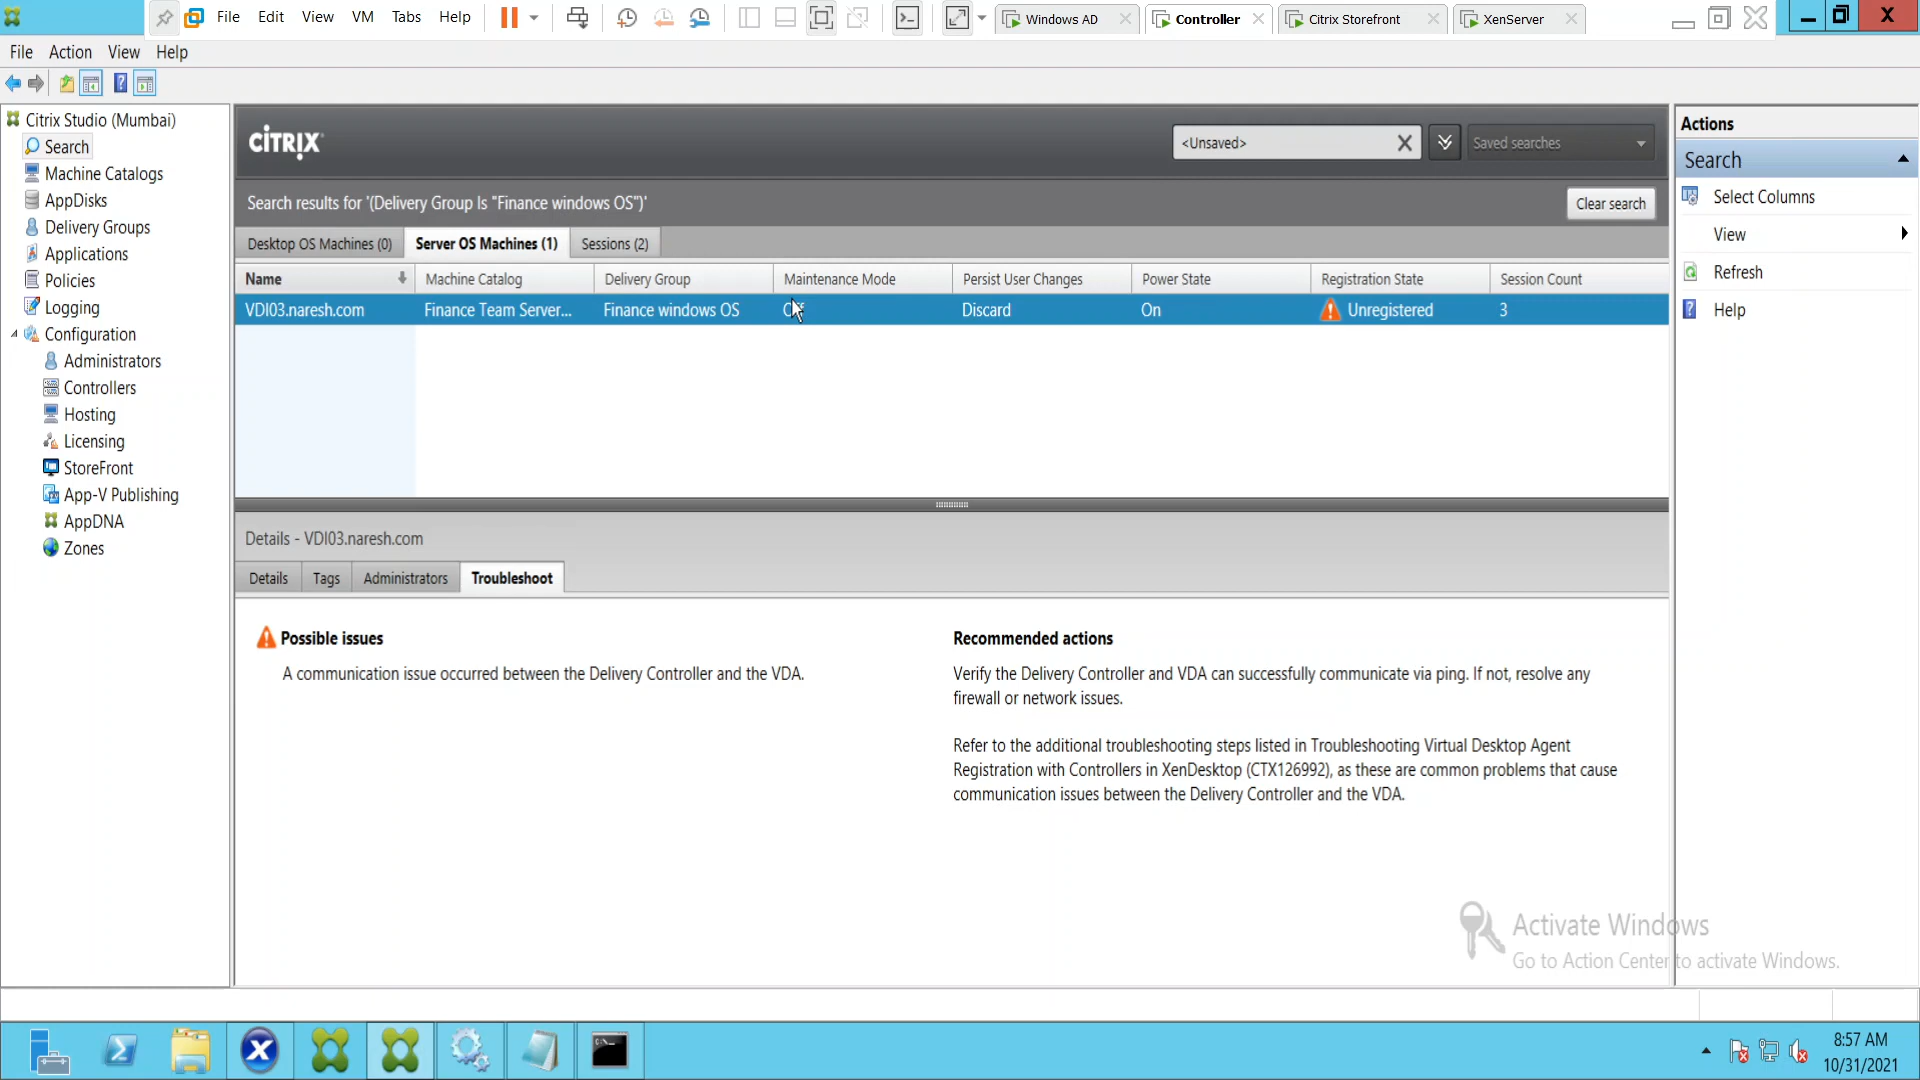 File Edit View VM Tabs Help Windows AD Controller Citrix Storefront XenServer
File Action View Help
Citrix Studio (Mumbai)
Search
Machine Catalogs
AppDisks
Delivery Groups
Applications
Policies
Logging
Configuration
Administrators
Controllers
Hosting
Licensing
StoreFront
App-V Publishing
AppDNA
Zones
CITRIX
<Unsaved>
Saved searches
Search results for '(Delivery Group Is "Finance windows OS")'
Clear search
Desktop OS Machines (0) Server OS Machines (1) Sessions (2)
Name Machine Catalog Delivery Group Maintenance Mode Persist User Changes Power State Registration State Session Count
VDI03.naresh.com Finance Team Server... Finance windows OS Off Discard On Unregistered 3
Details - VDI03.naresh.com
Details Tags Administrators Troubleshoot
Possible issues
A communication issue occurred between the Delivery Controller and the VDA.
Recommended actions
Verify the Delivery Controller and VDA can successfully communicate via ping. If not, resolve any
firewall or network issues.
Refer to the additional troubleshooting steps listed in Troubleshooting Virtual Desktop Agent
Registration with Controllers in XenDesktop (CTX126992), as these are common problems that cause
communication issues between the Delivery Controller and the VDA.
Actions
Search
Select Columns
View
Refresh
Help
Activate Windows
Go to Action Center to activate Windows.
8:57 AM
10/31/2021